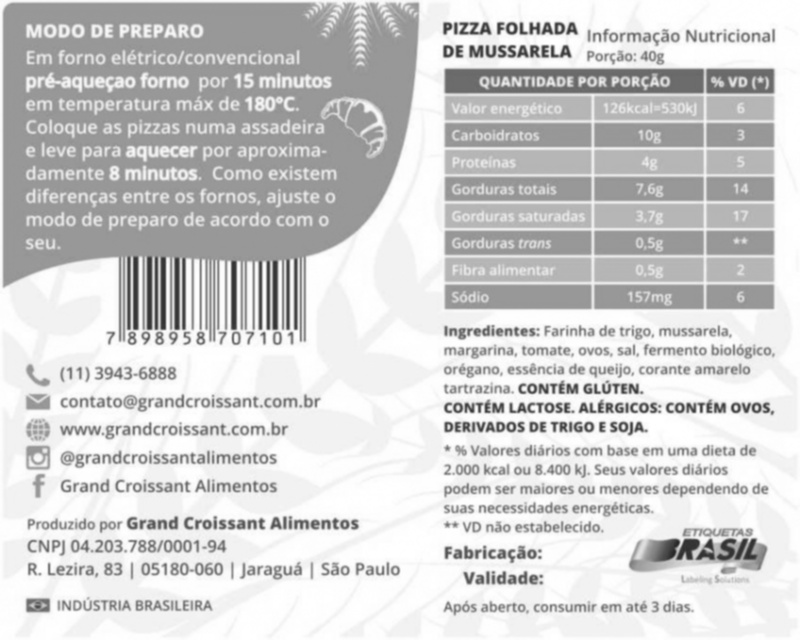 MODO DE PREPARO
Em forno elétrico/convencional
pré-aqueçao forno por 15 minutos
em temperatura máx de 180°C.
Coloque as pizzas numa assadeira
e leve para aquecer por aproxima-
damente 8 minutos. Como existem
diferenças entre os fornos, ajuste o
modo de preparo de acordo com o
seu.
7 898958 707101
(11) 3943-6888
contato@grandcroissant.com.br
www.grandcroissant.com.br
@grandcroissantalimentos
Grand Croissant Alimentos
Produzido por Grand Croissant Alimentos
CNPJ 04.203.788/0001-94
R. Lezira, 83 | 05180-060 | Jaraguá | São Paulo
INDÚSTRIA BRASILEIRA
PIZZA FOLHADA
DE MUSSARELA
Informação Nutricional
Porção: 40g
QUANTIDADE POR PORÇÃO % VD (*)
Valor energético 126kcal=530kJ 6
Carboidratos 10g 3
Proteínas 4g 5
Gorduras totais 7,6g 14
Gorduras saturadas 3,7g 17
Gorduras trans 0,5g **
Fibra alimentar 0,5g 2
Sódio 157mg 6
Ingredientes: Farinha de trigo, mussarela,
margarina, tomate, ovos, sal, fermento biológico,
orégano, essência de queijo, corante amarelo
tartrazina. CONTÉM GLÚTEN.
CONTÉM LACTOSE. ALÉRGICOS: CONTÉM OVOS,
DERIVADOS DE TRIGO E SOJA.
* % Valores diários com base em uma dieta de
2.000 kcal ou 8.400 kJ. Seus valores diários
podem ser maiores ou menores dependendo de
suas necessidades energéticas.
** VD não estabelecido.
Fabricação:
Validade:
Após aberto, consumir em até 3 dias.
ETIQUETAS
BRASIL
Labeling Solutions